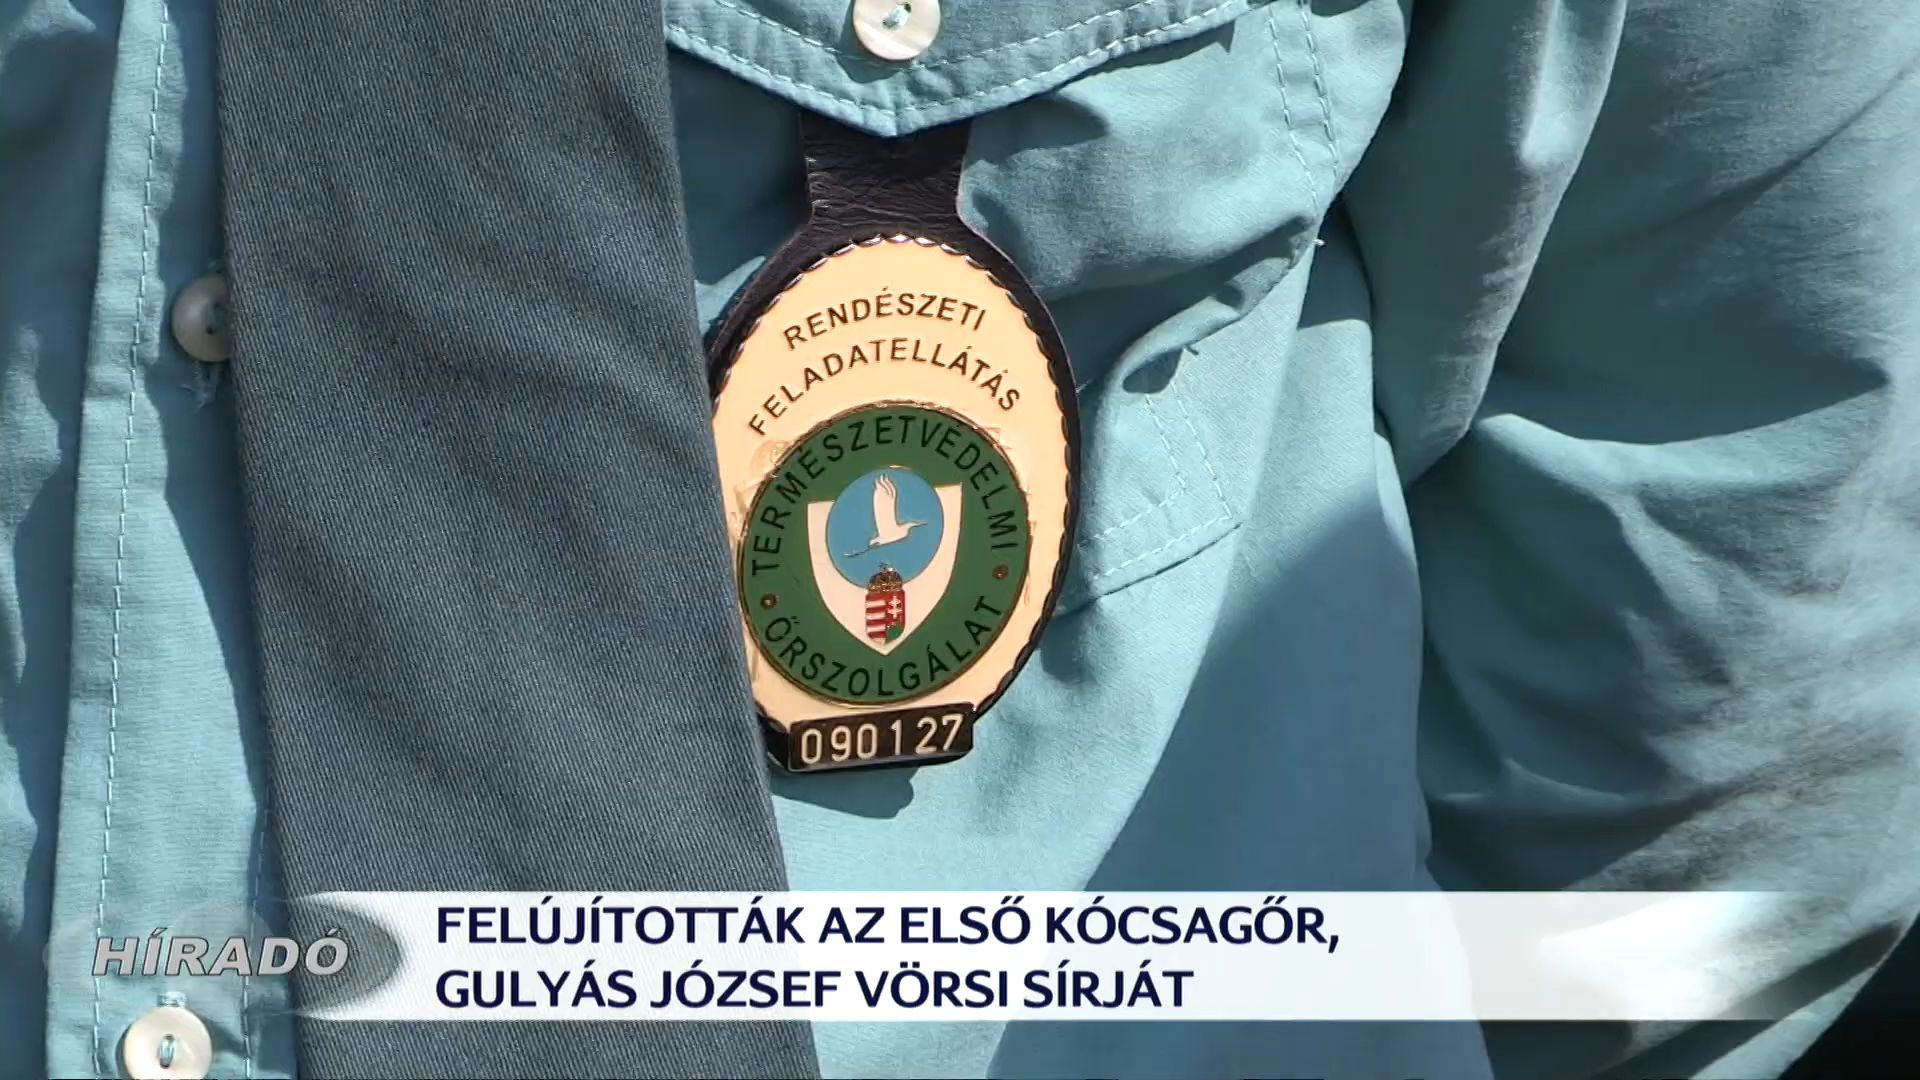 RENDÉSZETI
FELADATELLÁTÁS
TERMÉSZETVÉDELMI
ŐRSZOLGÁLAT
090127
HÍRADÓ
FELÚJÍTOTTÁK AZ ELSŐ KÓCSAGŐR,
GULYÁS JÓZSEF VÖRSI SÍRJÁT